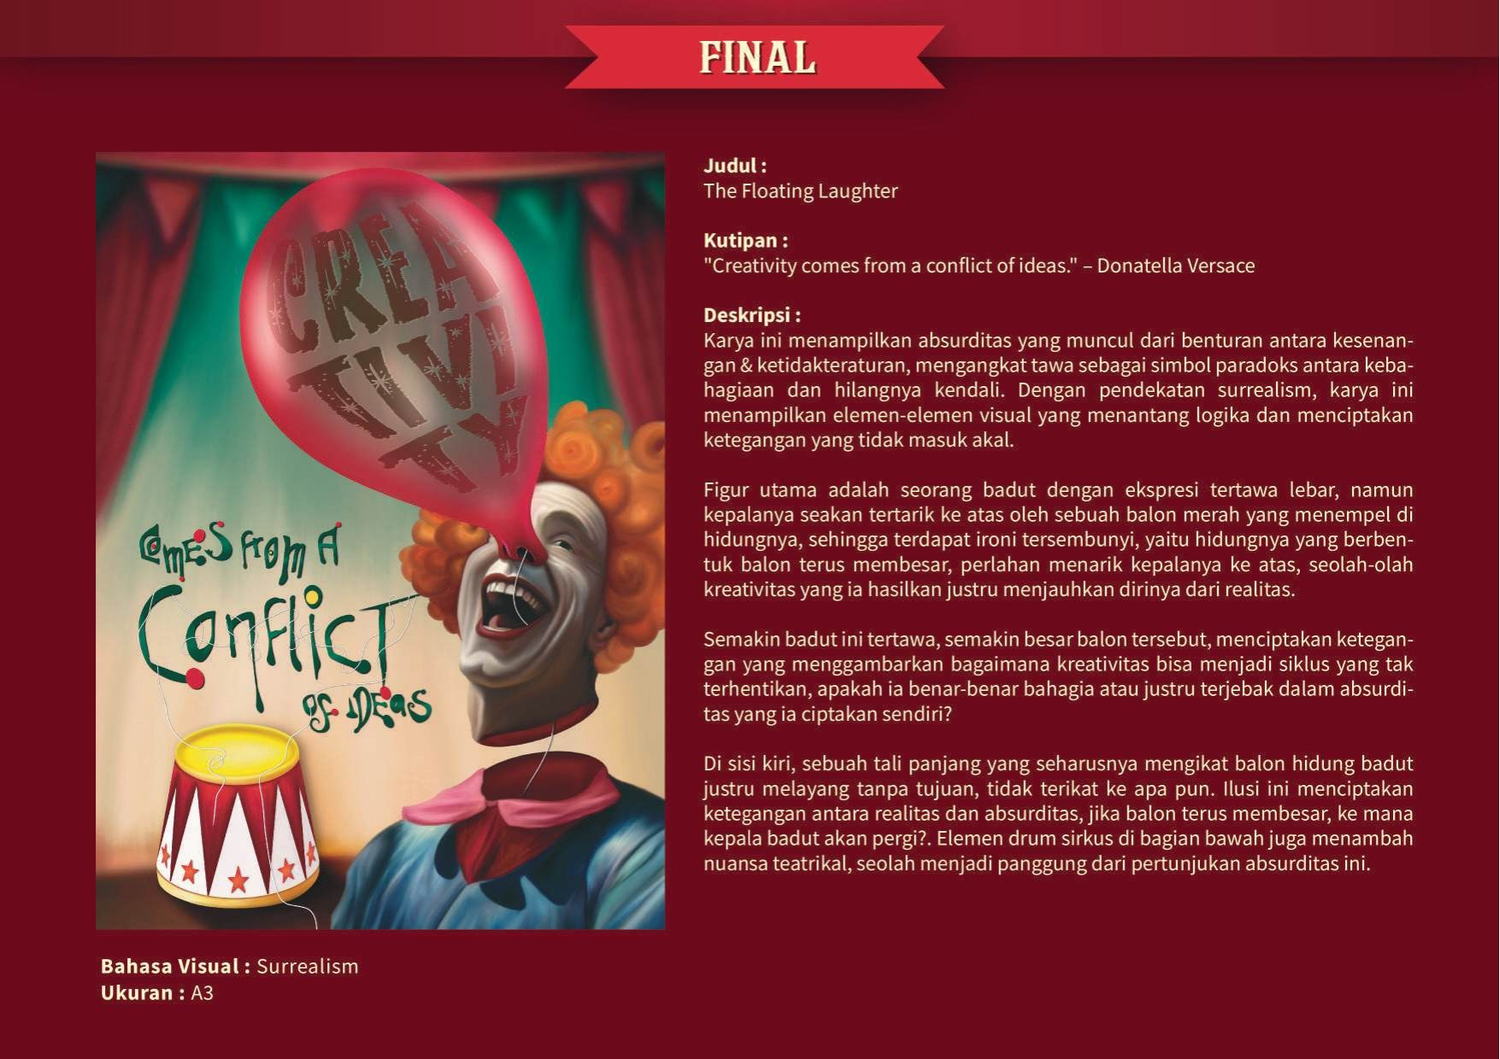 FINAL
CREA
TIVI
TY
COMES FROM A
CONFLICT
OF IDEAS
Judul :
The Floating Laughter
Kutipan :
"Creativity comes from a conflict of ideas." – Donatella Versace
Deskripsi :
Karya ini menampilkan absurditas yang muncul dari benturan antara kesenan-
gan & ketidakteraturan, mengangkat tawa sebagai simbol paradoks antara keba-
hagiaan dan hilangnya kendali. Dengan pendekatan surrealism, karya ini
menampilkan elemen-elemen visual yang menantang logika dan menciptakan
ketegangan yang tidak masuk akal.
Figur utama adalah seorang badut dengan ekspresi tertawa lebar, namun
kepalanya seakan tertarik ke atas oleh sebuah balon merah yang menempel di
hidungnya, sehingga terdapat ironi tersembunyi, yaitu hidungnya yang berben-
tuk balon terus membesar, perlahan menarik kepalanya ke atas, seolah-olah
kreativitas yang ia hasilkan justru menjauhkan dirinya dari realitas.
Semakin badut ini tertawa, semakin besar balon tersebut, menciptakan ketegan-
gan yang menggambarkan bagaimana kreativitas bisa menjadi siklus yang tak
terhentikan, apakah ia benar-benar bahagia atau justru terjebak dalam absurdi-
tas yang ia ciptakan sendiri?
Di sisi kiri, sebuah tali panjang yang seharusnya mengikat balon hidung badut
justru melayang tanpa tujuan, tidak terikat ke apa pun. Ilusi ini menciptakan
ketegangan antara realitas dan absurditas, jika balon terus membesar, ke mana
kepala badut akan pergi?. Elemen drum sirkus di bagian bawah juga menambah
nuansa teatrikal, seolah menjadi panggung dari pertunjukan absurditas ini.
Bahasa Visual : Surrealism
Ukuran : A3